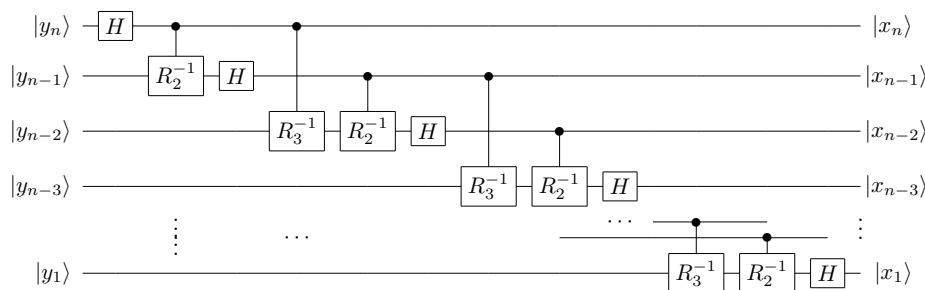 |y_n⟩ H |x_n⟩
|y_{n−1}⟩ R_2^{−1} H |x_{n−1}⟩
|y_{n−2}⟩ R_3^{−1} R_2^{−1} H |x_{n−2}⟩
|y_{n−3}⟩ R_3^{−1} R_2^{−1} H |x_{n−3}⟩
⋮ ⋯ ⋯ ⋮
|y_1⟩ R_3^{−1} R_2^{−1} H |x_1⟩